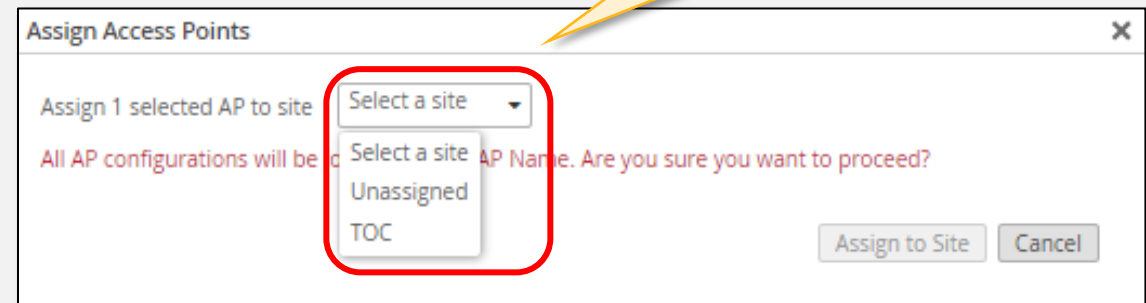 Assign Access Points
Assign 1 selected AP to site Select a site
All AP configurations will be AP Name. Are you sure you want to proceed?
Select a site
Unassigned
TOC
Assign to Site Cancel